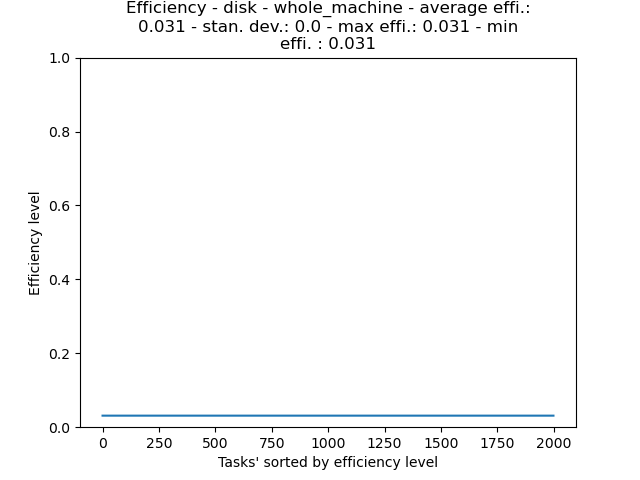 Efficiency - disk - whole_machine - average effi.:
0.031 - stan. dev.: 0.0 - max effi.: 0.031 - min
effi. : 0.031
1.0
0.8
0.6
0.4
0.2
0.0
Efficiency level
0 250 500 750 1000 1250 1500 1750 2000
Tasks' sorted by efficiency level